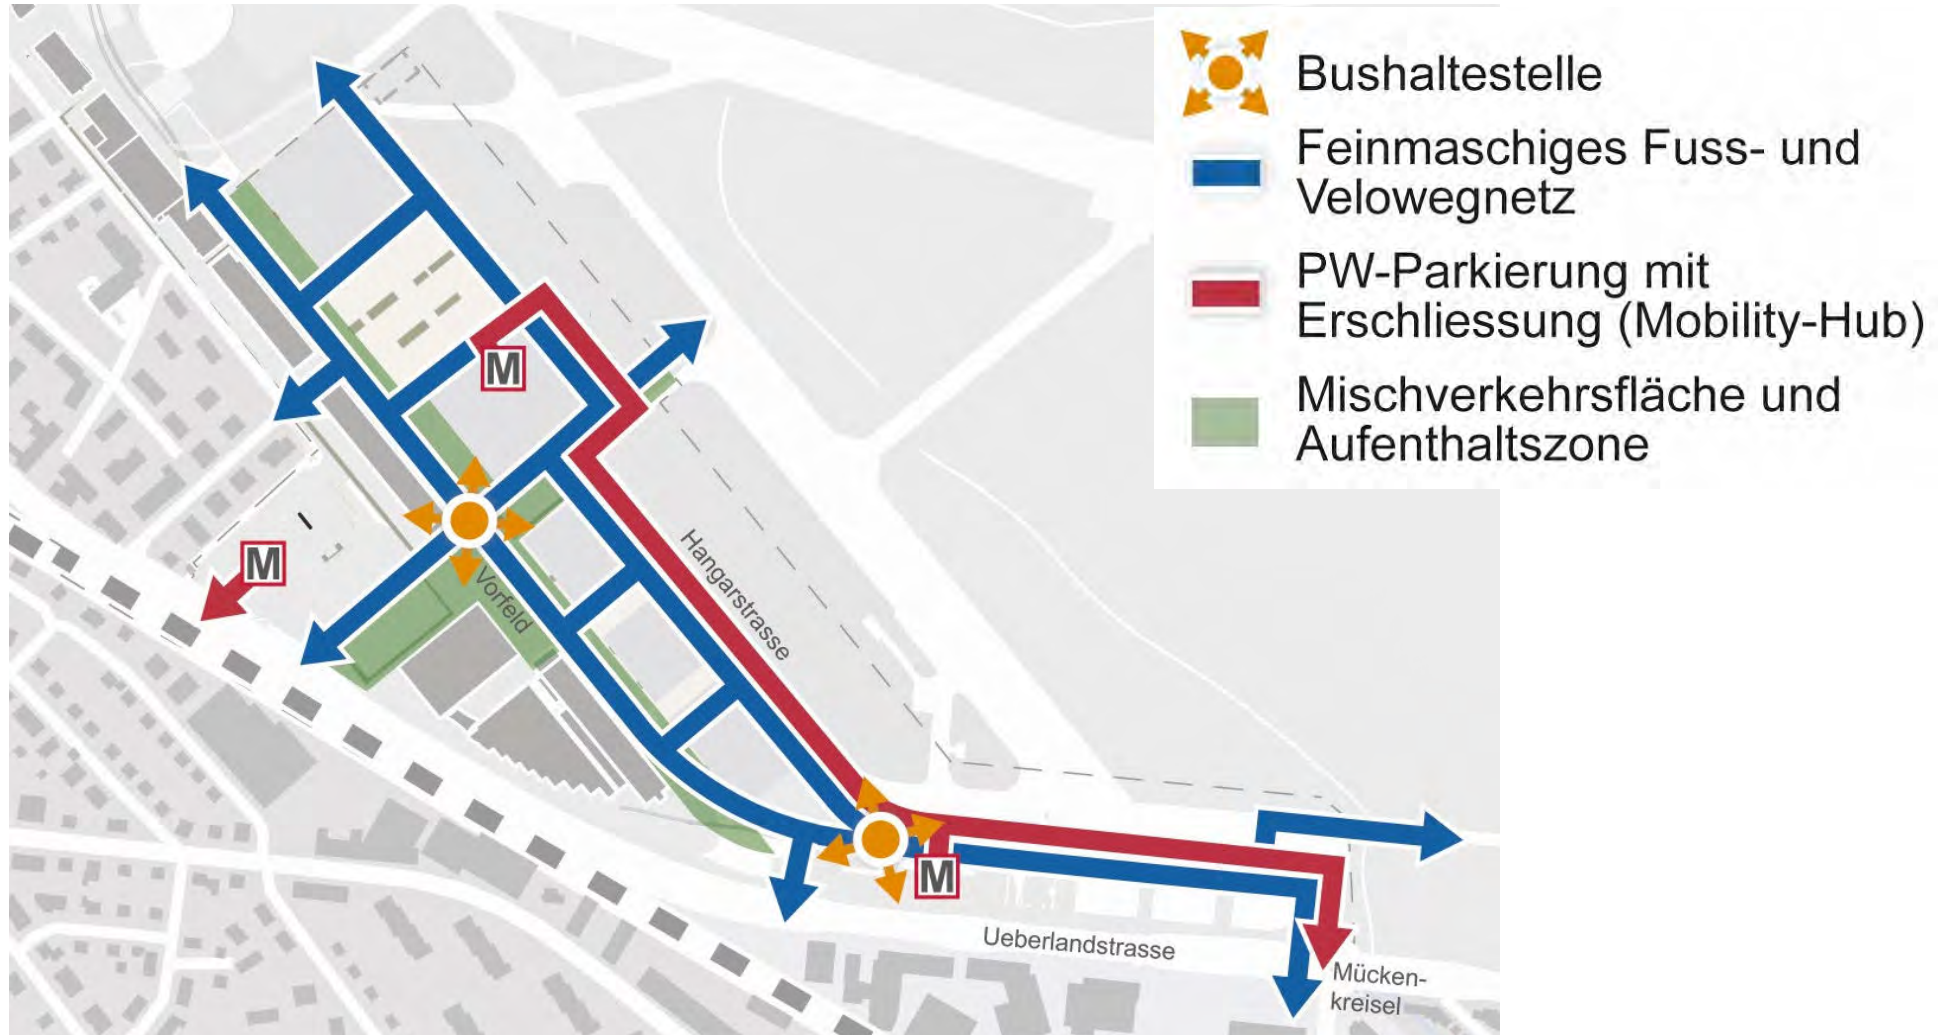 Bushaltestelle
Feinmaschiges Fuss- und
Velowegnetz
PW-Parkierung mit
Erschliessung (Mobility-Hub)
Mischverkehrsfläche und
Aufenthaltszone
M
M
Hangarstrasse
Vorfeld
M
Ueberlandstrasse
Mücken-
kreisel